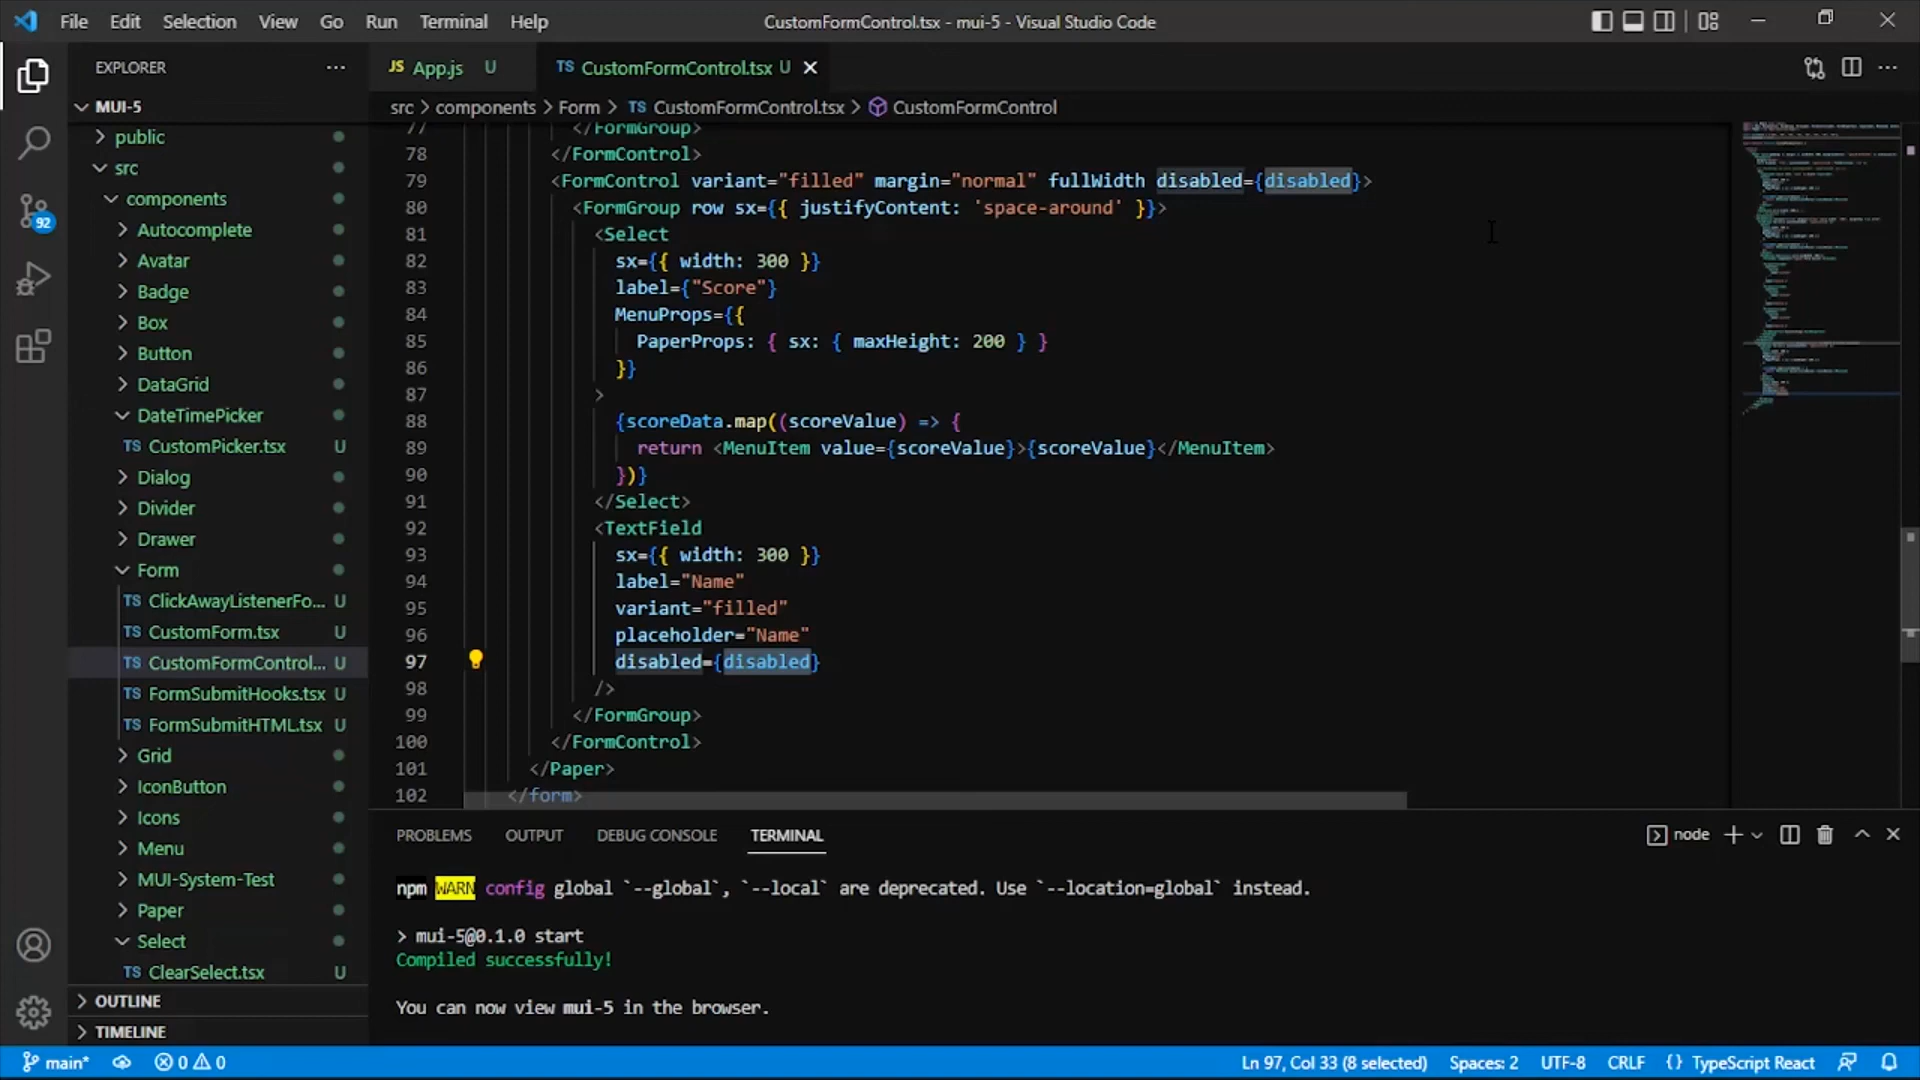 File Edit Selection View Go Run Terminal Help CustomFormControl.tsx - mui-5 - Visual Studio Code
EXPLORER
MUI-5
public
src
components
Autocomplete
Avatar
Badge
Box
Button
DataGrid
DateTimePicker
TS CustomPicker.tsx U
Dialog
Divider
Drawer
Form
TS ClickAwayListenerFo... U
TS CustomForm.tsx U
TS CustomFormControl... U
TS FormSubmitHooks.tsx U
TS FormSubmitHTML.tsx U
Grid
IconButton
Icons
Menu
MUI-System-Test
Paper
Select
TS ClearSelect.tsx U
OUTLINE
TIMELINE
92
JS App.js U TS CustomFormControl.tsx U
src > components > Form > TS CustomFormControl.tsx > CustomFormControl
77 </FormGroup>
78 </FormControl>
79 <FormControl variant="filled" margin="normal" fullWidth disabled={disabled}>
80 <FormGroup row sx={{ justifyContent: 'space-around' }}>
81 <Select
82 sx={{ width: 300 }}
83 label={"Score"}
84 MenuProps={{
85 PaperProps: { sx: { maxHeight: 200 } }
86 }}
87 >
88 {scoreData.map((scoreValue) => {
89 return <MenuItem value={scoreValue}>{scoreValue}</MenuItem>
90 })}
91 </Select>
92 <TextField
93 sx={{ width: 300 }}
94 label="Name"
95 variant="filled"
96 placeholder="Name"
97 disabled={disabled}
98 />
99 </FormGroup>
100 </FormControl>
101 </Paper>
102 </form>
PROBLEMS OUTPUT DEBUG CONSOLE TERMINAL node
npm WARN config global `--global`, `--local` are deprecated. Use `--location=global` instead.
> mui-5@0.1.0 start
Compiled successfully!
You can now view mui-5 in the browser.
main* 0 0 Ln 97, Col 33 (8 selected) Spaces: 2 UTF-8 CRLF {} TypeScript React